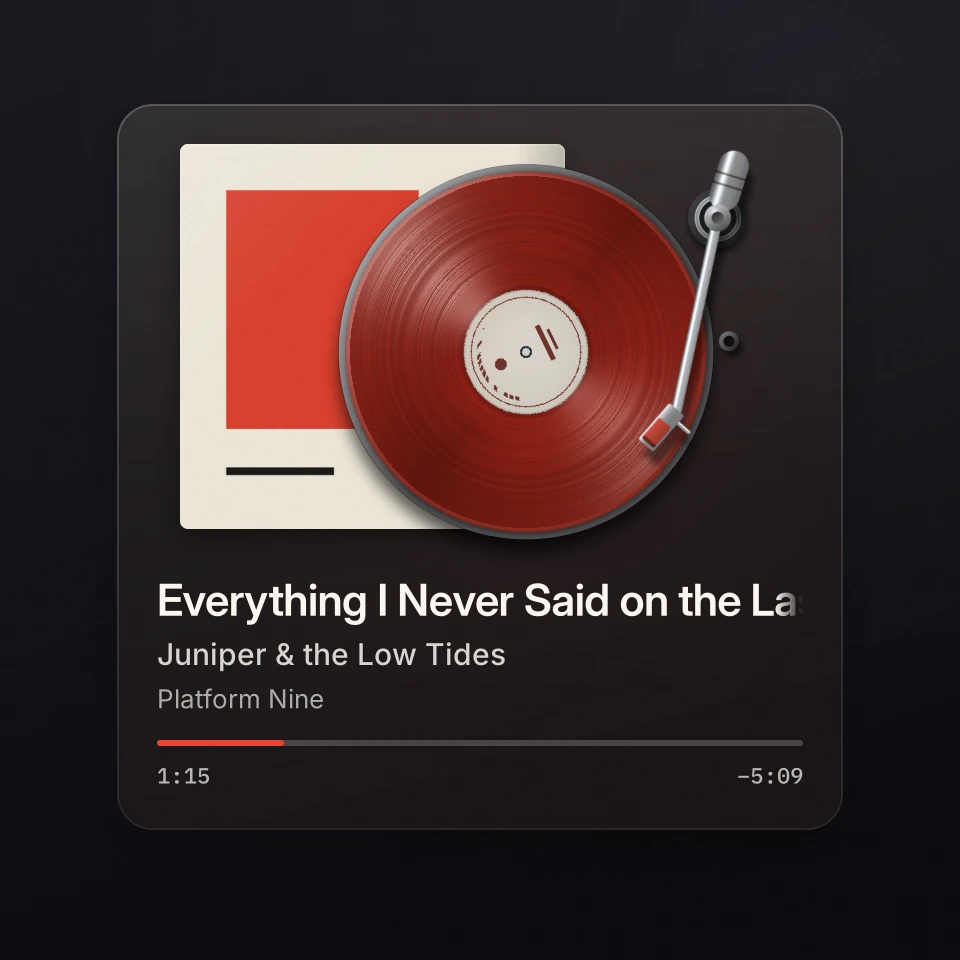 Everything I Never Said on the La
Juniper & the Low Tides
Platform Nine
1:15
−5:09